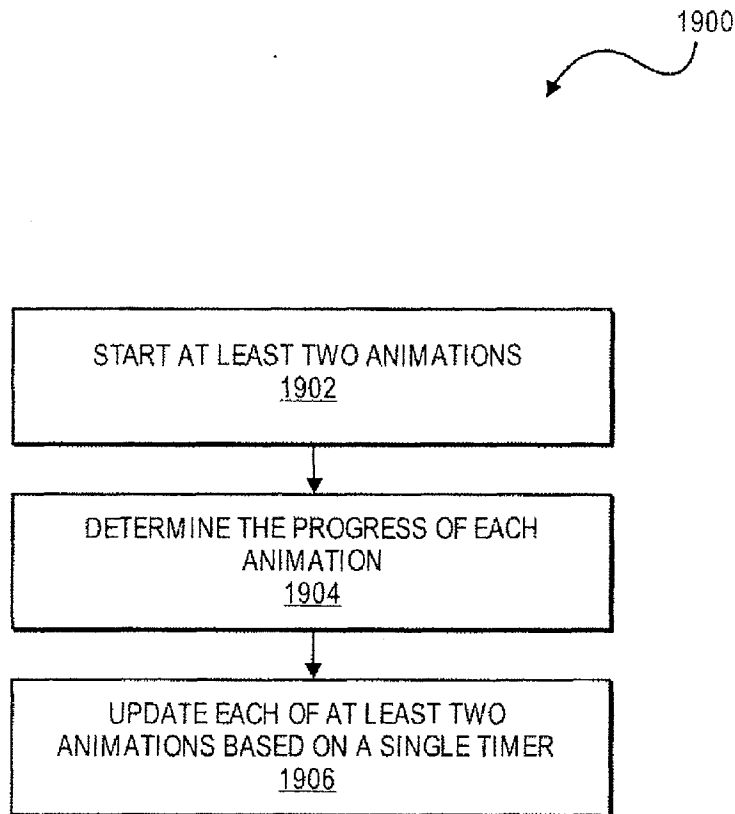 1900
START AT LEAST TWO ANIMATIONS
1902
DETERMINE THE PROGRESS OF EACH
ANIMATION
1904
UPDATE EACH OF AT LEAST TWO
ANIMATIONS BASED ON A SINGLE TIMER
1906